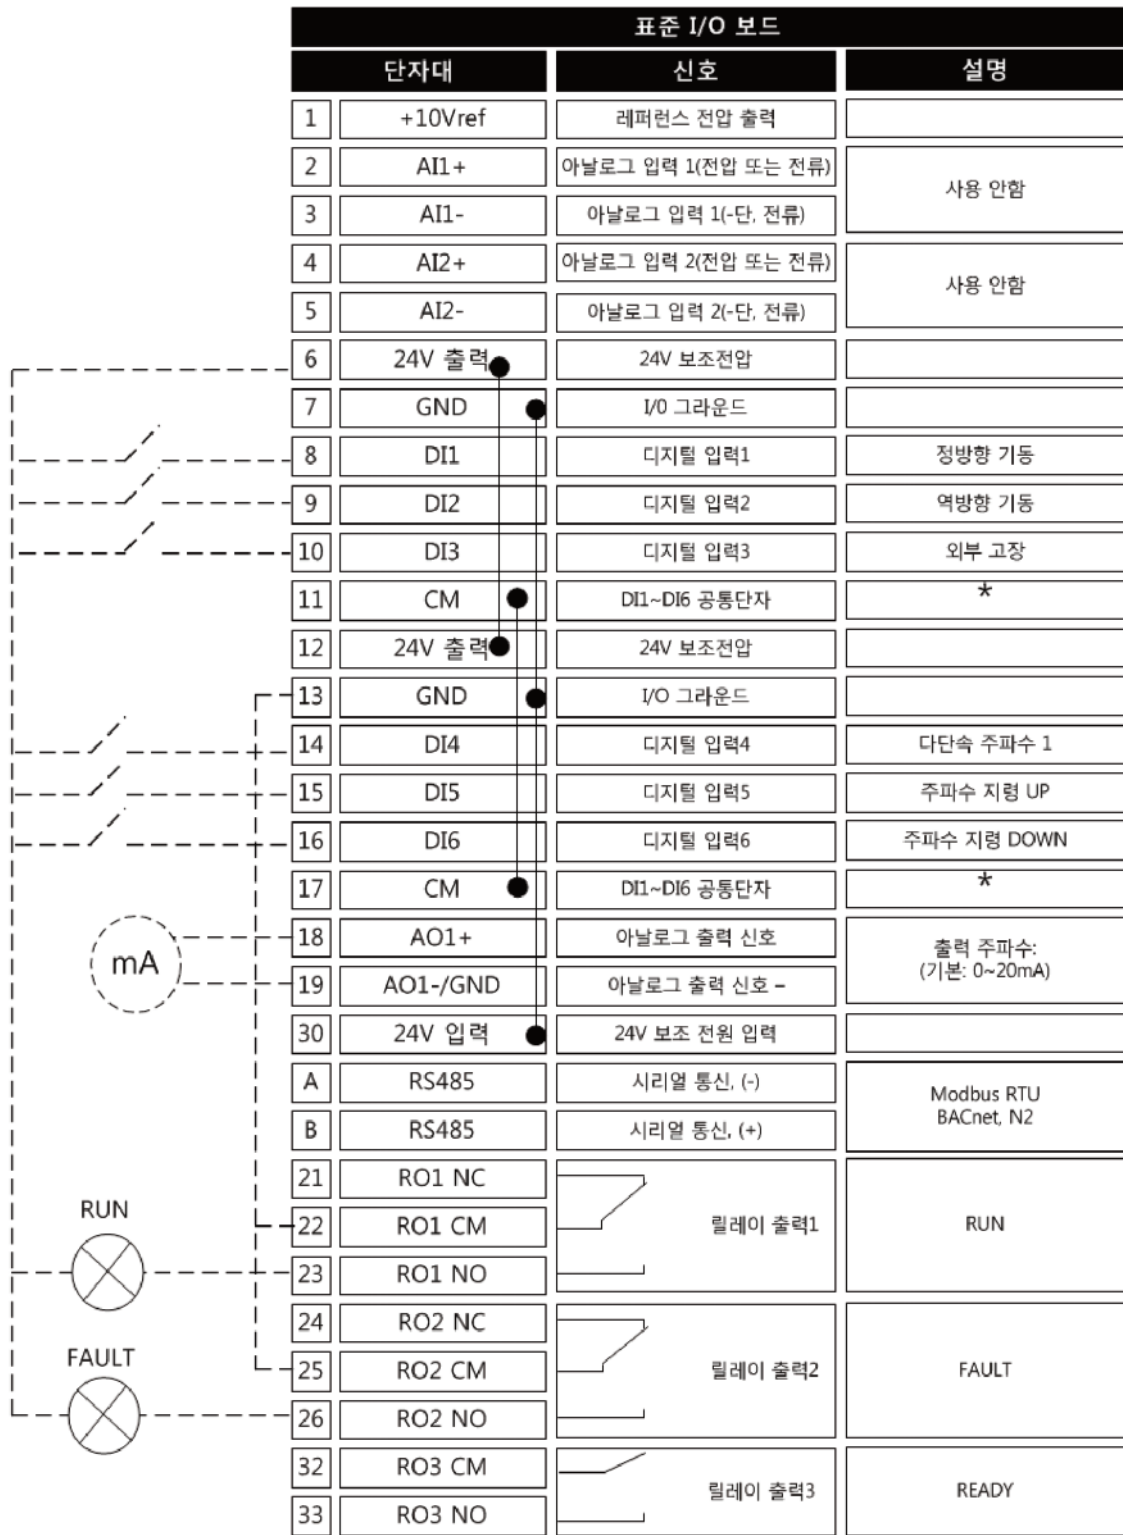 표준 I/O 보드
단자대 신호 설명
1 +10Vref 레퍼런스 전압 출력
2 AI1+ 아날로그 입력 1(전압 또는 전류)
사용 안함
3 AI1- 아날로그 입력 1(-단, 전류)
4 AI2+ 아날로그 입력 2(전압 또는 전류)
사용 안함
5 AI2- 아날로그 입력 2(-단, 전류)
6 24V 출력 24V 보조전압
7 GND I/0 그라운드
8 DI1 디지털 입력1 정방향 기동
9 DI2 디지털 입력2 역방향 기동
10 DI3 디지털 입력3 외부 고장
11 CM DI1~DI6 공통단자 *
12 24V 출력 24V 보조전압
13 GND I/O 그라운드
14 DI4 디지털 입력4 다단속 주파수 1
15 DI5 디지털 입력5 주파수 지령 UP
16 DI6 디지털 입력6 주파수 지령 DOWN
17 CM DI1~DI6 공통단자 *
mA
18 AO1+ 아날로그 출력 신호
출력 주파수:
(기본: 0~20mA)
19 AO1-/GND 아날로그 출력 신호 –
30 24V 입력 24V 보조 전원 입력
A RS485 시리얼 통신, (-)
Modbus RTU
BACnet, N2
B RS485 시리얼 통신, (+)
21 RO1 NC
RUN
22 RO1 CM 릴레이 출력1 RUN
23 RO1 NO
24 RO2 NC
FAULT
25 RO2 CM 릴레이 출력2 FAULT
26 RO2 NO
32 RO3 CM
릴레이 출력3 READY
33 RO3 NO